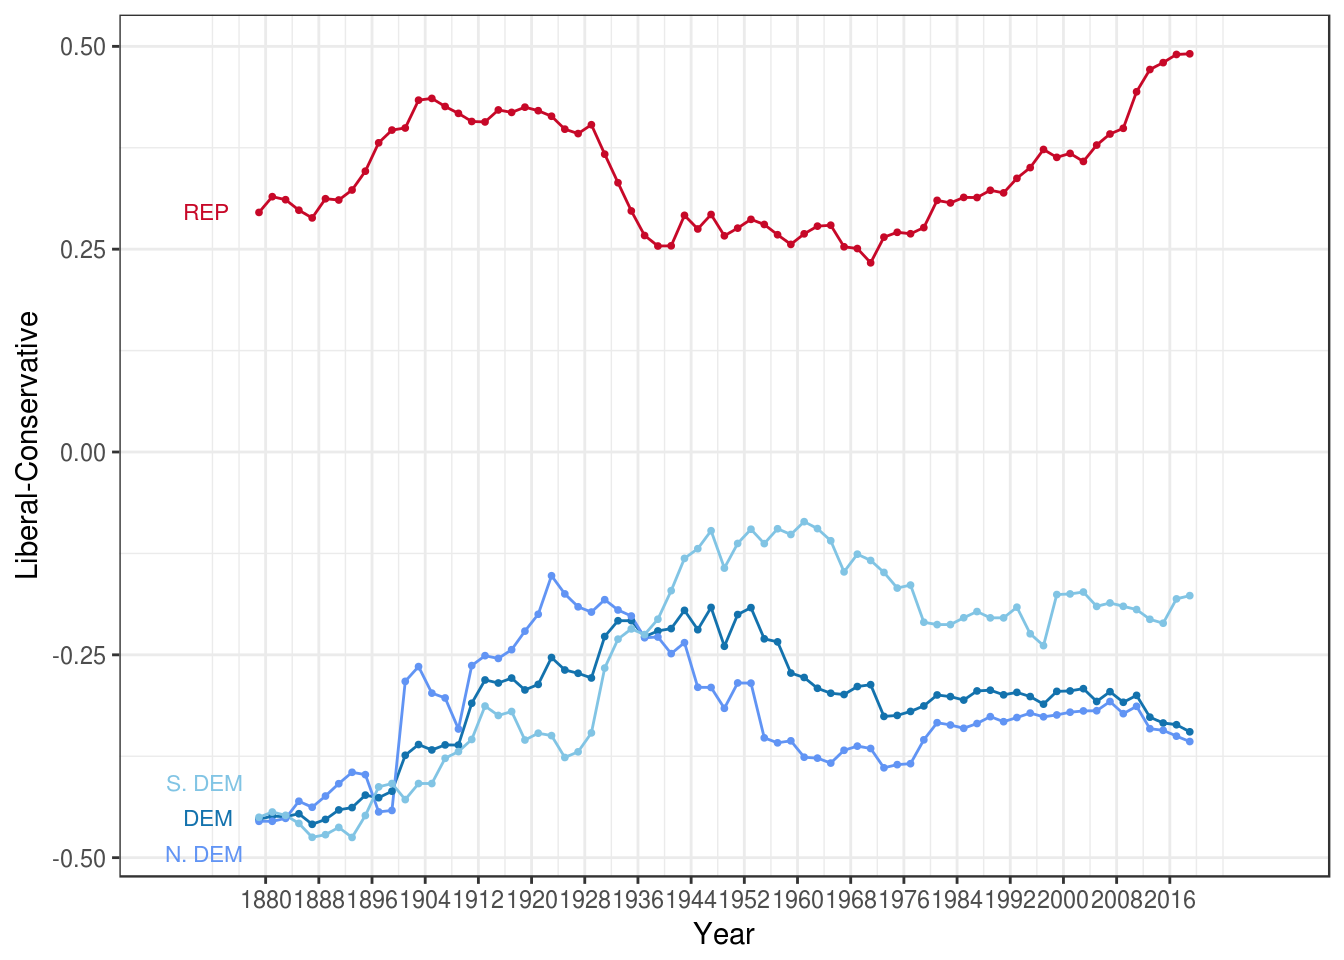 0.50
REP
0.25
Liberal-Conservative
0.00
-0.25
S. DEM
DEM
N. DEM
-0.50
1880 1888 1896 1904 1912 1920 1928 1936 1944 1952 1960 1968 1976 1984 1992 2000 2008 2016
Year